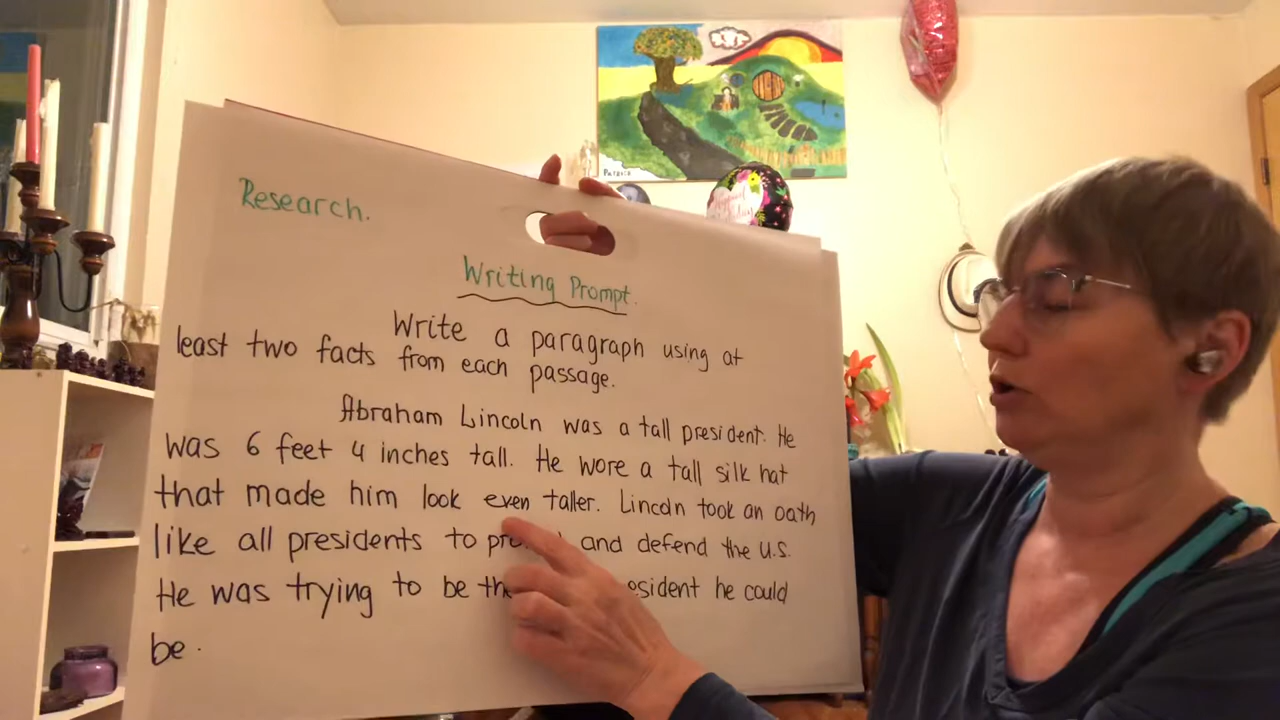 Research.
Writing Prompt.
Write a paragraph using at
least two facts from each passage.
Abraham Lincoln was a tall president. He
was 6 feet 4 inches tall. He wore a tall silk hat
that made him look even taller. Lincoln took an oath
like all presidents to and defend the U.S.
He was trying to be he could
be.